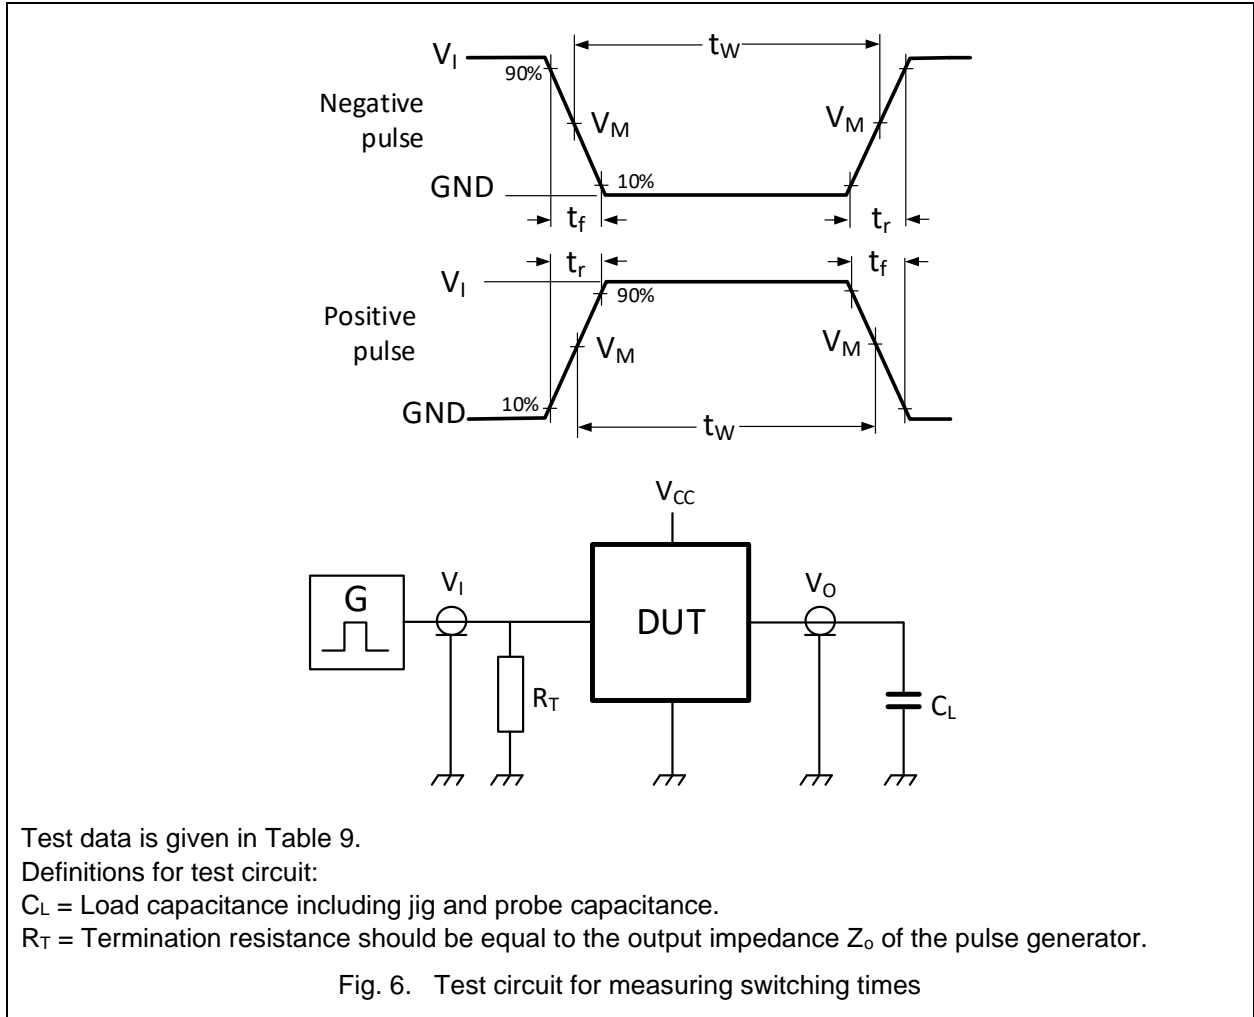 t_W
V_I
90%
Negative
pulse
V_M
V_M
GND
10%
t_f
t_r
t_r
t_f
V_I
90%
Positive
pulse
V_M
V_M
10%
GND
t_W
V_CC
G
V_I
DUT
V_O
R_T
C_L
Test data is given in Table 9.
Definitions for test circuit:
C_L = Load capacitance including jig and probe capacitance.
R_T = Termination resistance should be equal to the output impedance Z_o of the pulse generator.
Fig. 6. Test circuit for measuring switching times